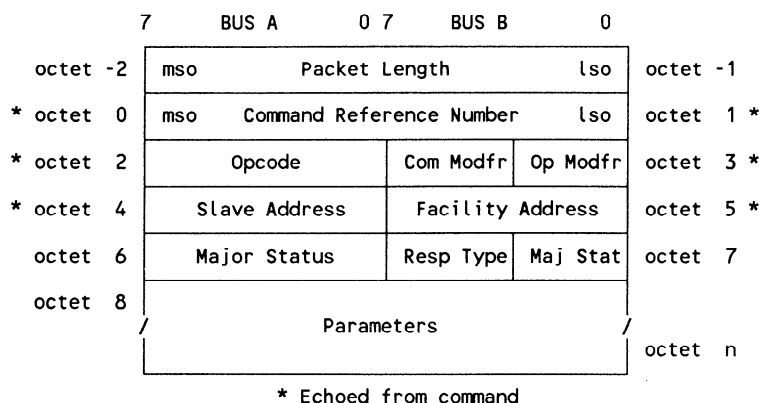 7 BUS A 0 7 BUS B 0
octet -2 mso Packet Length lso octet -1
* octet 0 mso Command Reference Number lso octet 1 *
* octet 2 Opcode Com Modfr Op Modfr octet 3 *
* octet 4 Slave Address Facility Address octet 5 *
octet 6 Major Status Resp Type Maj Stat octet 7
octet 8
/ Parameters /
octet n
* Echoed from command